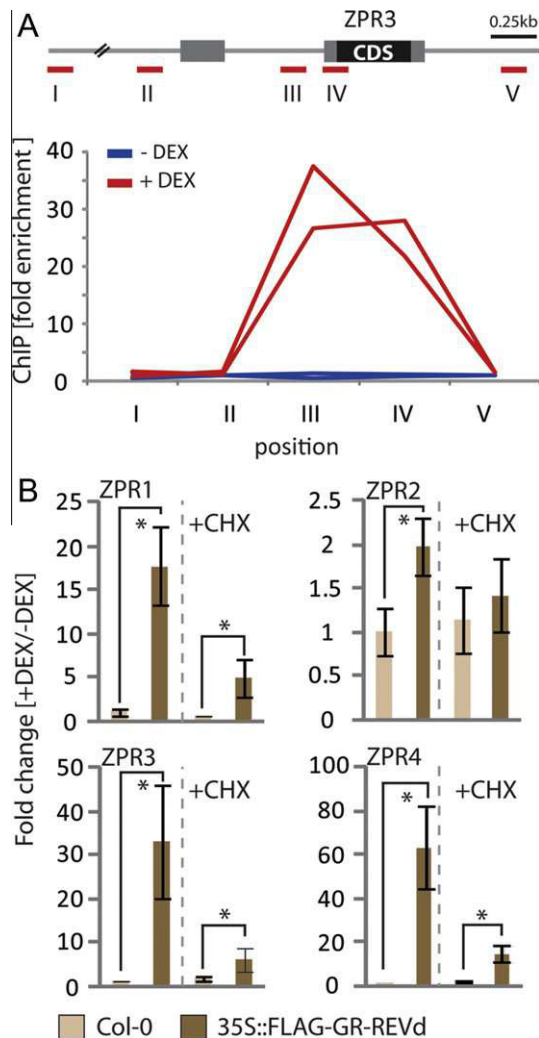 A
ZPR3
0.25kb
CDS
I II III IV V
- DEX
+ DEX
ChIP [fold enrichment ]
40
30
20
10
0
I II III IV V
position
B
Fold change [+DEX/-DEX]
ZPR1
+CHX
25
20
15
10
5
0
*
*
ZPR2
+CHX
2.5
2
1.5
1
0.5
0
*
ZPR3
+CHX
50
40
30
20
10
0
*
*
ZPR4
+CHX
100
80
60
40
20
0
*
*
Col-0 35S::FLAG-GR-REVd